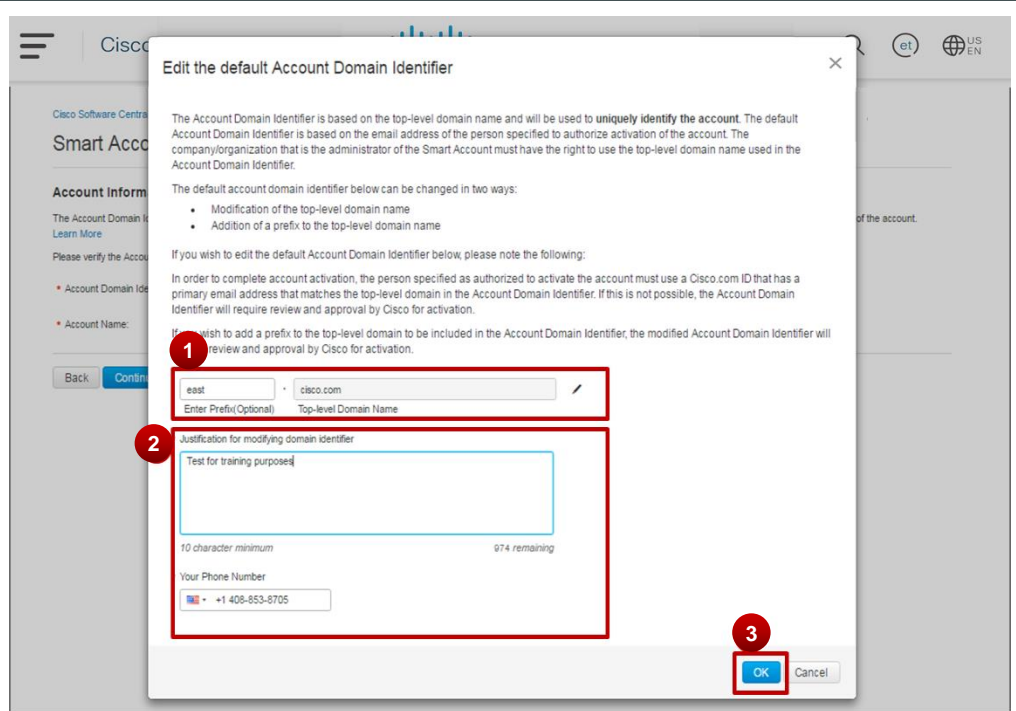 Cisco
et
US
EN
Edit the default Account Domain Identifier
Cisco Software Centra
Smart Acco
Account Inform
The Account Domain Id
of the account.
Learn More
Please verify the Accou
* Account Domain Ide
* Account Name:
Back
Contin
The Account Domain Identifier is based on the top-level domain name and will be used to uniquely identify the account. The default
Account Domain Identifier is based on the email address of the person specified to authorize activation of the account. The
company/organization that is the administrator of the Smart Account must have the right to use the top-level domain name used in the
Account Domain Identifier.
The default account domain identifier below can be changed in two ways:
• Modification of the top-level domain name
• Addition of a prefix to the top-level domain name
If you wish to edit the default Account Domain Identifier below, please note the following:
In order to complete account activation, the person specified as authorized to activate the account must use a Cisco.com ID that has a
primary email address that matches the top-level domain in the Account Domain Identifier. If this is not possible, the Account Domain
Identifier will require review and approval by Cisco for activation.
wish to add a prefix to the top-level domain to be included in the Account Domain Identifier, the modified Account Domain Identifier will
review and approval by Cisco for activation.
1
east . cisco.com
Enter Prefix(Optional) Top-level Domain Name
2
Justification for modifying domain identifier
Test for training purposes
10 character minimum 974 remaining
Your Phone Number
+1 408-853-8705
3
OK Cancel